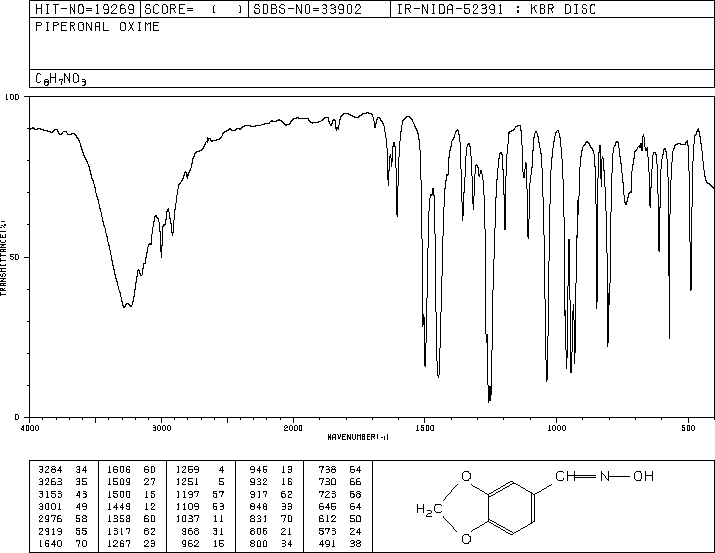 HIT-NO=19269 SCORE= ( ) SDBS-NO=33902 IR-NIDA-52391 : KBR DISC
PIPERONAL OXIME
C8H7NO3
100
50
0
TRANSMITTANCE(%)
4000 3000 2000 1500 1000 500
WAVENUMBER(-1)
3284 34 1606 60 1259 4 945 13 738 64
3263 35 1509 27 1251 5 932 16 730 66
3153 43 1500 15 1197 57 917 62 723 68
3001 49 1449 12 1109 53 848 33 645 64
2976 58 1358 60 1037 11 831 70 612 50
2919 55 1317 62 968 31 806 21 573 24
1640 70 1267 23 962 15 800 34 491 38
O CH N OH
H2C
O